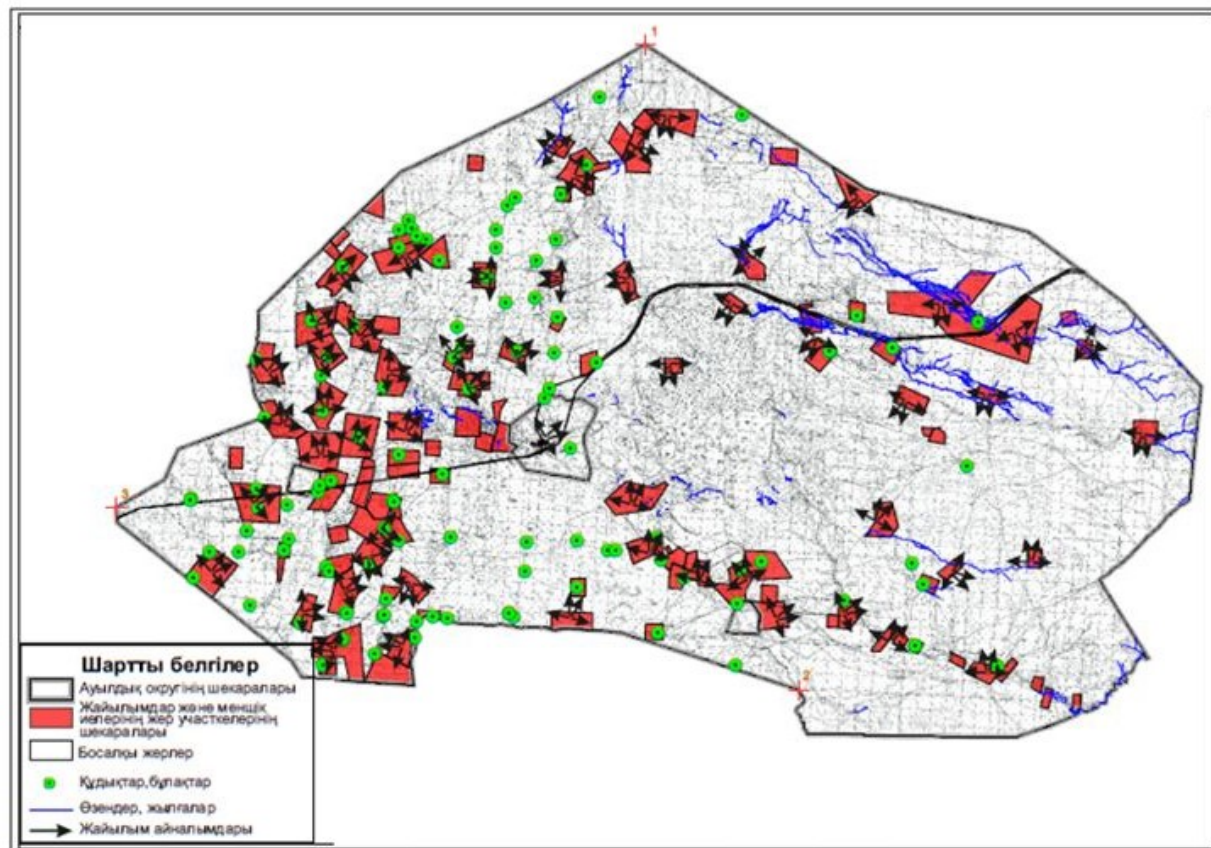 1
3
2
Шартты белгілер
Ауылдық округінің шекаралары
Жайылымдар және меншік
иелерінің жер участкелерінің
шекаралары
Босалқы жерлер
Құдықтар,бұлақтар
Өзендер, жылғалар
Жайылым айналымдары